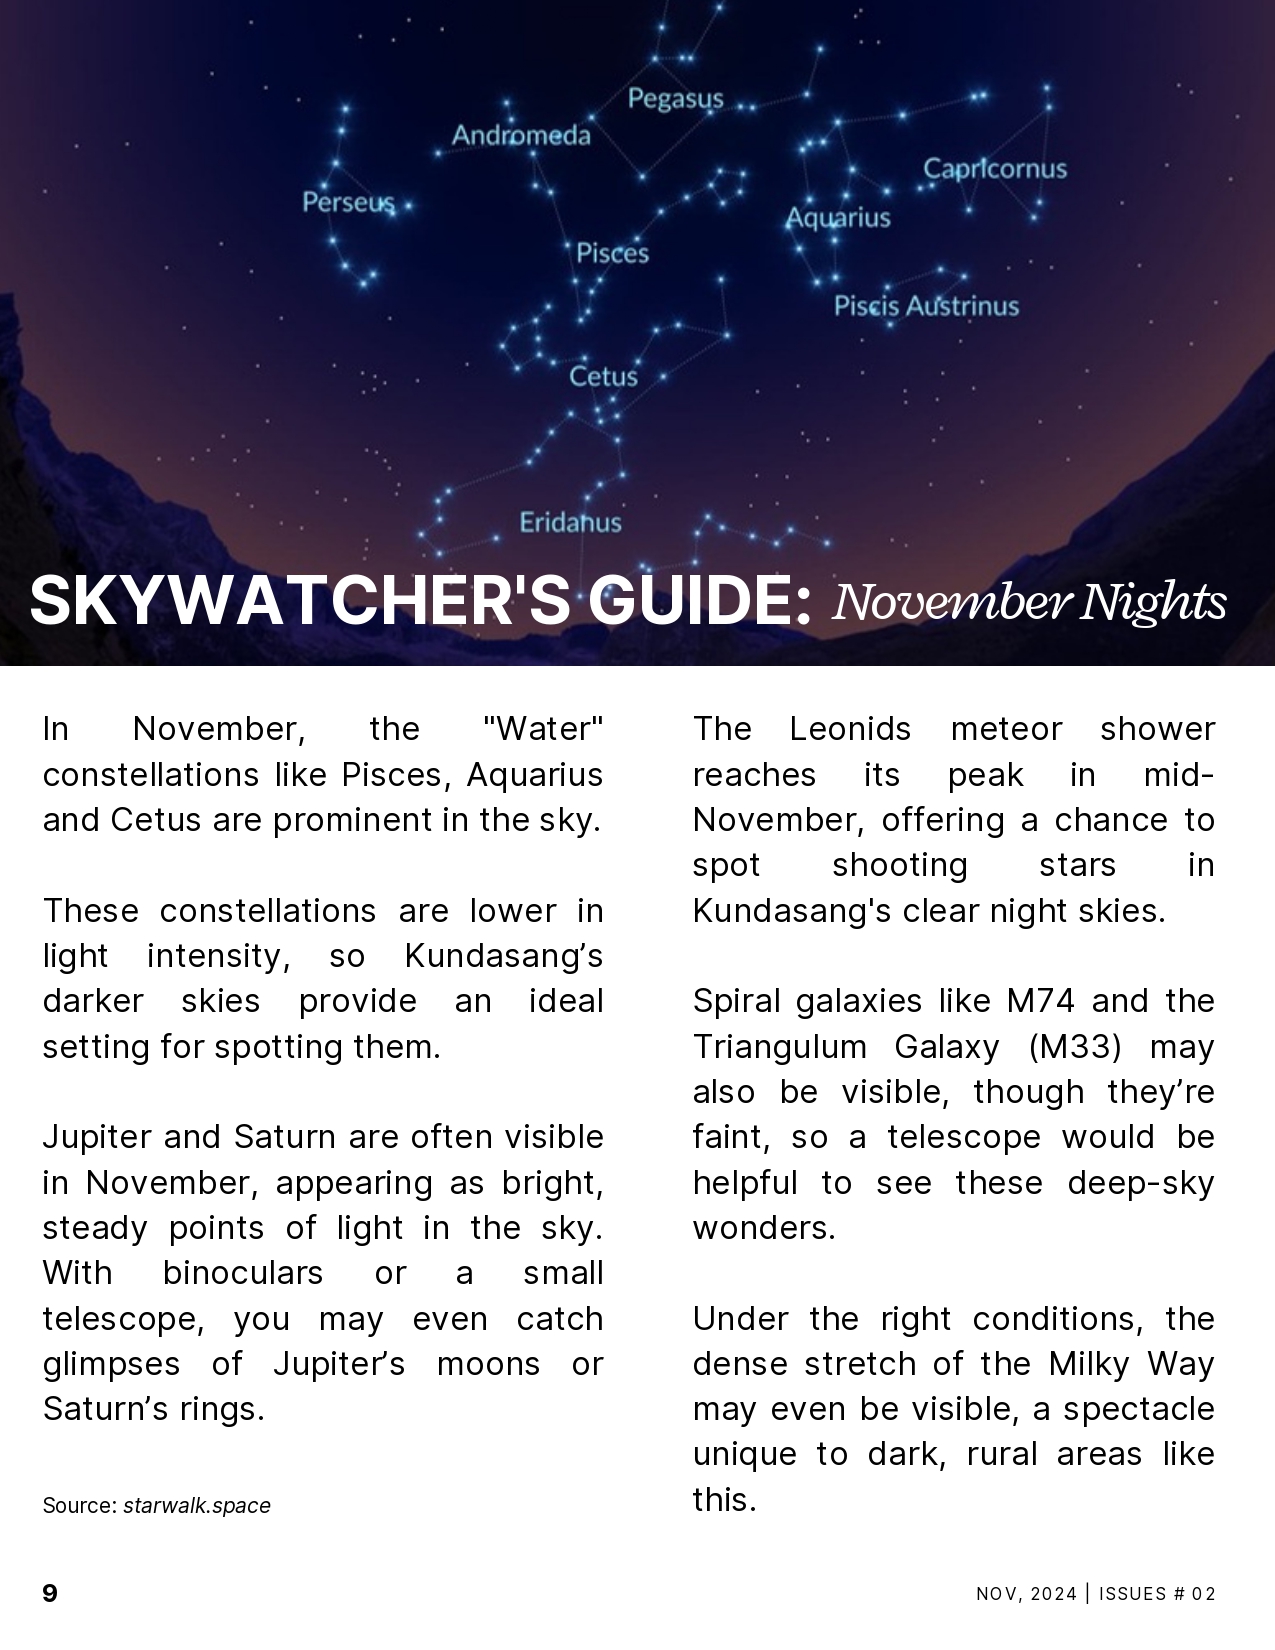 Pegasus
Andromeda
Capricornus
Perseus
Aquarius
Pisces
Piscis Austrinus
Cetus
Eridanus
SKYWATCHER'S GUIDE: November Nights
In November, the "Water"
constellations like Pisces, Aquarius
and Cetus are prominent in the sky.
These constellations are lower in
light intensity, so Kundasang’s
darker skies provide an ideal
setting for spotting them.
Jupiter and Saturn are often visible
in November, appearing as bright,
steady points of light in the sky.
With binoculars or a small
telescope, you may even catch
glimpses of Jupiter’s moons or
Saturn’s rings.
Source: starwalk.space
The Leonids meteor shower
reaches its peak in mid-
November, offering a chance to
spot shooting stars in
Kundasang's clear night skies.
Spiral galaxies like M74 and the
Triangulum Galaxy (M33) may
also be visible, though they’re
faint, so a telescope would be
helpful to see these deep-sky
wonders.
Under the right conditions, the
dense stretch of the Milky Way
may even be visible, a spectacle
unique to dark, rural areas like
this.
9
NOV, 2024 | ISSUES # 02